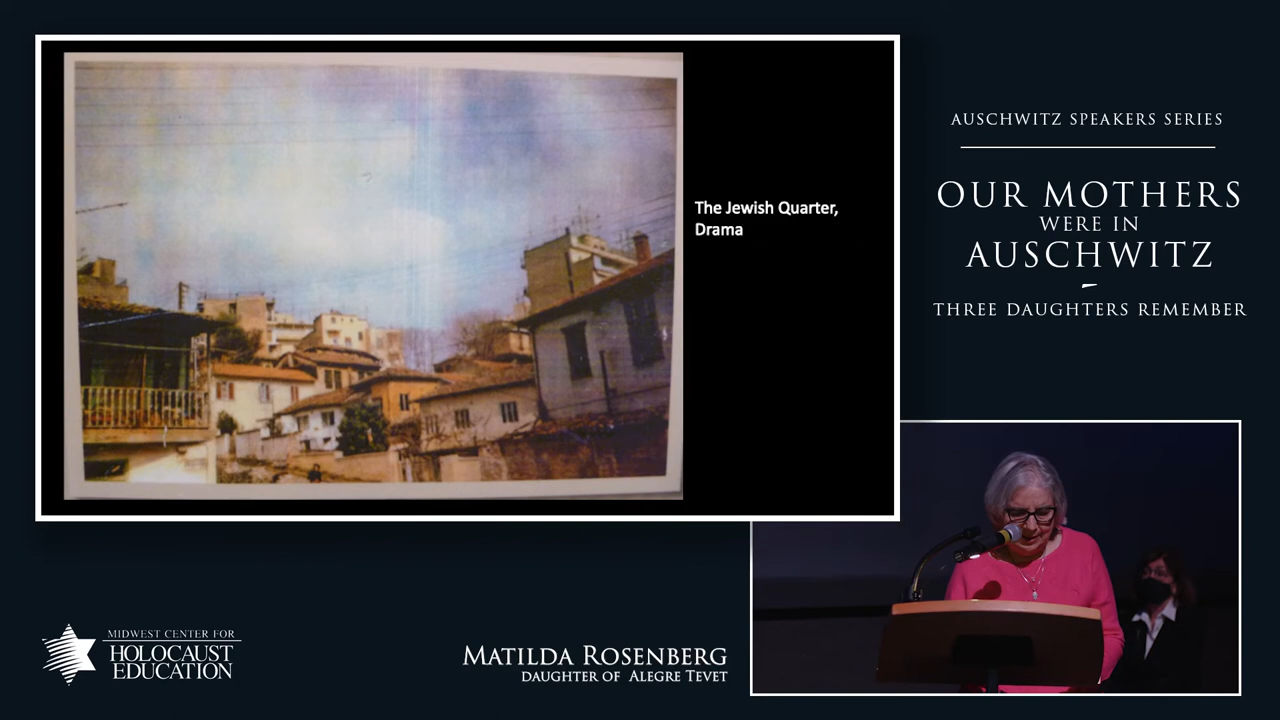 The Jewish Quarter,
Drama
AUSCHWITZ SPEAKERS SERIES
OUR MOTHERS
WERE IN
AUSCHWITZ
THREE DAUGHTERS REMEMBER
MIDWEST CENTER FOR
HOLOCAUST
EDUCATION
MATILDA ROSENBERG
DAUGHTER OF ALEGRE TEVET